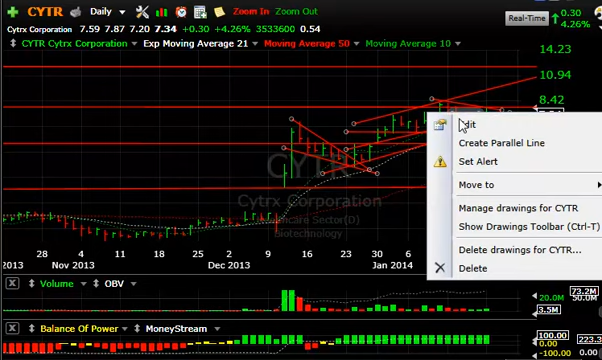 CYTR Daily Zoom In Zoom Out
Cytrx Corporation 7.59 7.87 7.20 7.34 +0.30 +4.26% 3533600 0.54
Real-Time 0.30 4.26%
CYTR Cytrx Corporation Exp Moving Average 21 Moving Average 50 Moving Average 10
14.23
10.94
8.42
CYTR
Cytrx Corporation
Biotechnology
Edit
Create Parallel Line
Set Alert
Move to
Manage drawings for CYTR
Show Drawings Toolbar (Ctrl-T)
Delete drawings for CYTR...
Delete
28 4 11 18 25 2 9 16 23 30 6
2013 Nov 2013 Dec 2013 Jan 2014
X Volume OBV
73.2M
20.0M
3.5M
X Balance Of Power MoneyStream
100.00 223.3
0.00
-100.00 0.00